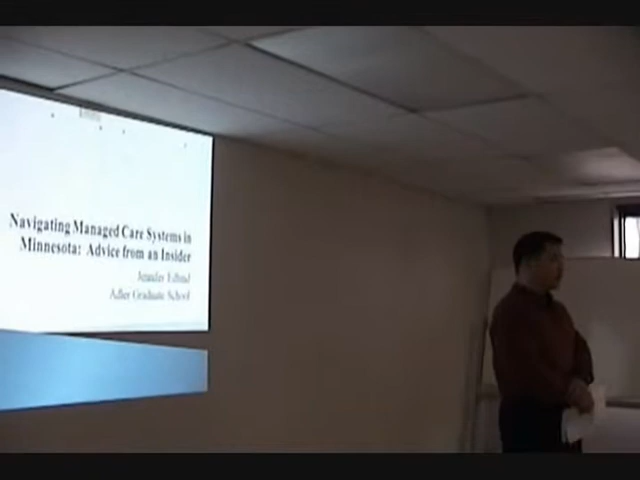 Navigating Managed Care Systems in
Minnesota: Advice from an Insider
Adler Graduate School